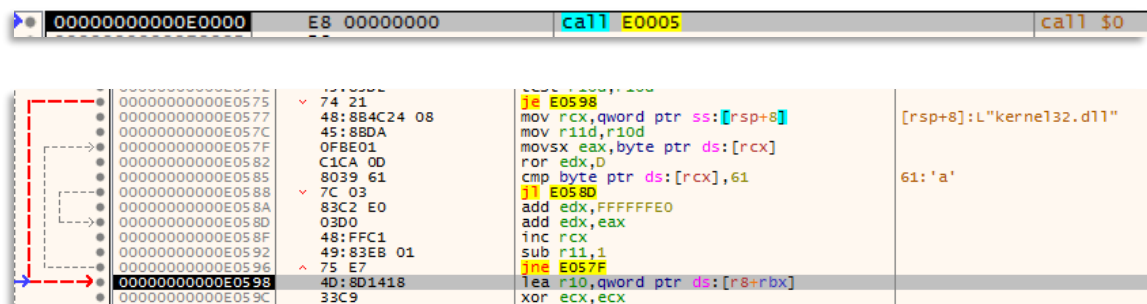 00000000000E0000 E8 00000000 call E0005 call $0
00000000000E0575 74 21 je E0598
00000000000E0577 48:8B4C24 08 mov rcx,qword ptr ss:[rsp+8] [rsp+8]:L"kernel32.dll"
00000000000E057C 45:8BDA mov r11d,r10d
00000000000E057F 0FBE01 movsx eax,byte ptr ds:[rcx]
00000000000E0582 C1CA 0D ror edx,D
00000000000E0585 8039 61 cmp byte ptr ds:[rcx],61 61:'a'
00000000000E0588 7C 03 jl E058D
00000000000E058A 83C2 E0 add edx,FFFFFFE0
00000000000E058D 03D0 add edx,eax
00000000000E058F 48:FFC1 inc rcx
00000000000E0592 49:83EB 01 sub r11,1
00000000000E0596 75 E7 jne E057F
00000000000E0598 4D:8D1418 lea r10,qword ptr ds:[r8+rbx]
00000000000E059C 33C9 xor ecx,ecx